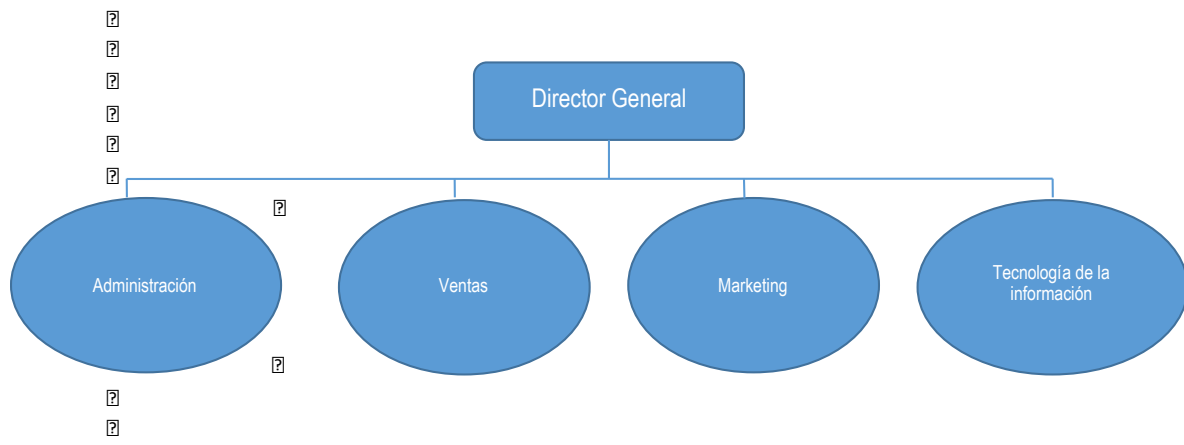 Director General
Administración
Ventas
Marketing
Tecnología de la
información